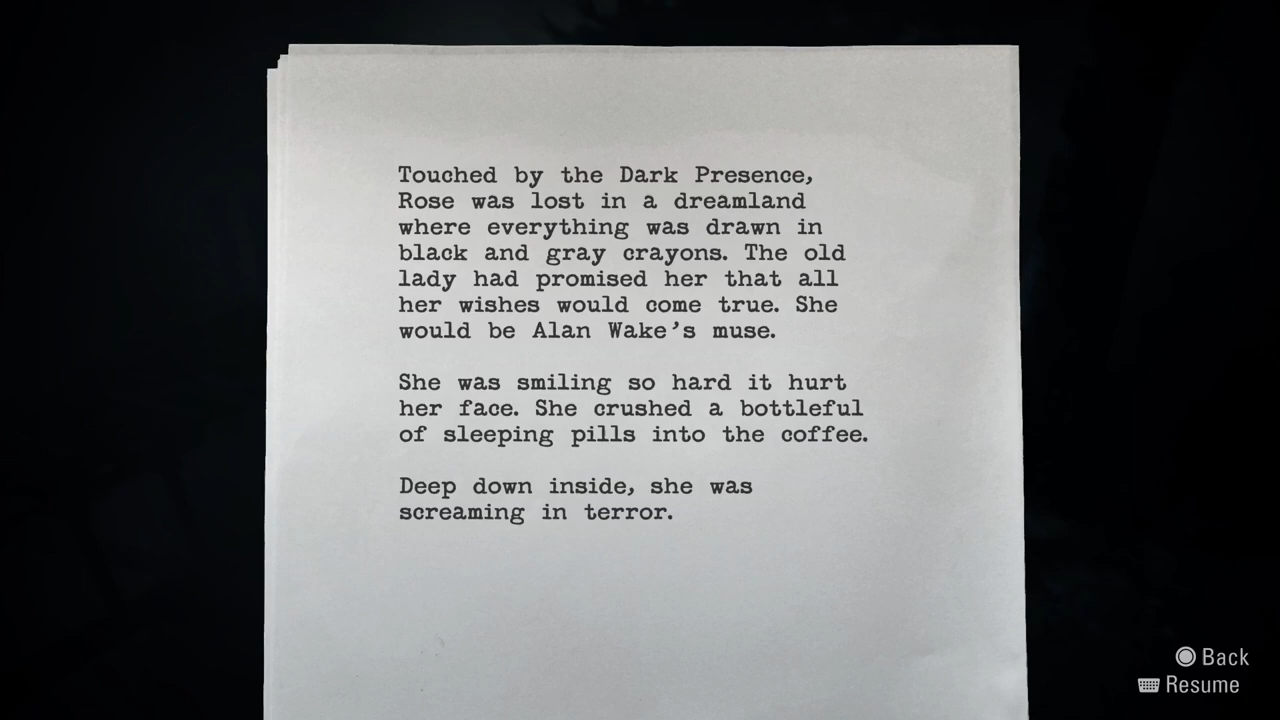 Touched by the Dark Presence,
Rose was lost in a dreamland
where everything was drawn in
black and gray crayons. The old
lady had promised her that all
her wishes would come true. She
would be Alan Wake's muse.
She was smiling so hard it hurt
her face. She crushed a bottleful
of sleeping pills into the coffee.
Deep down inside, she was
screaming in terror.
Back
Resume